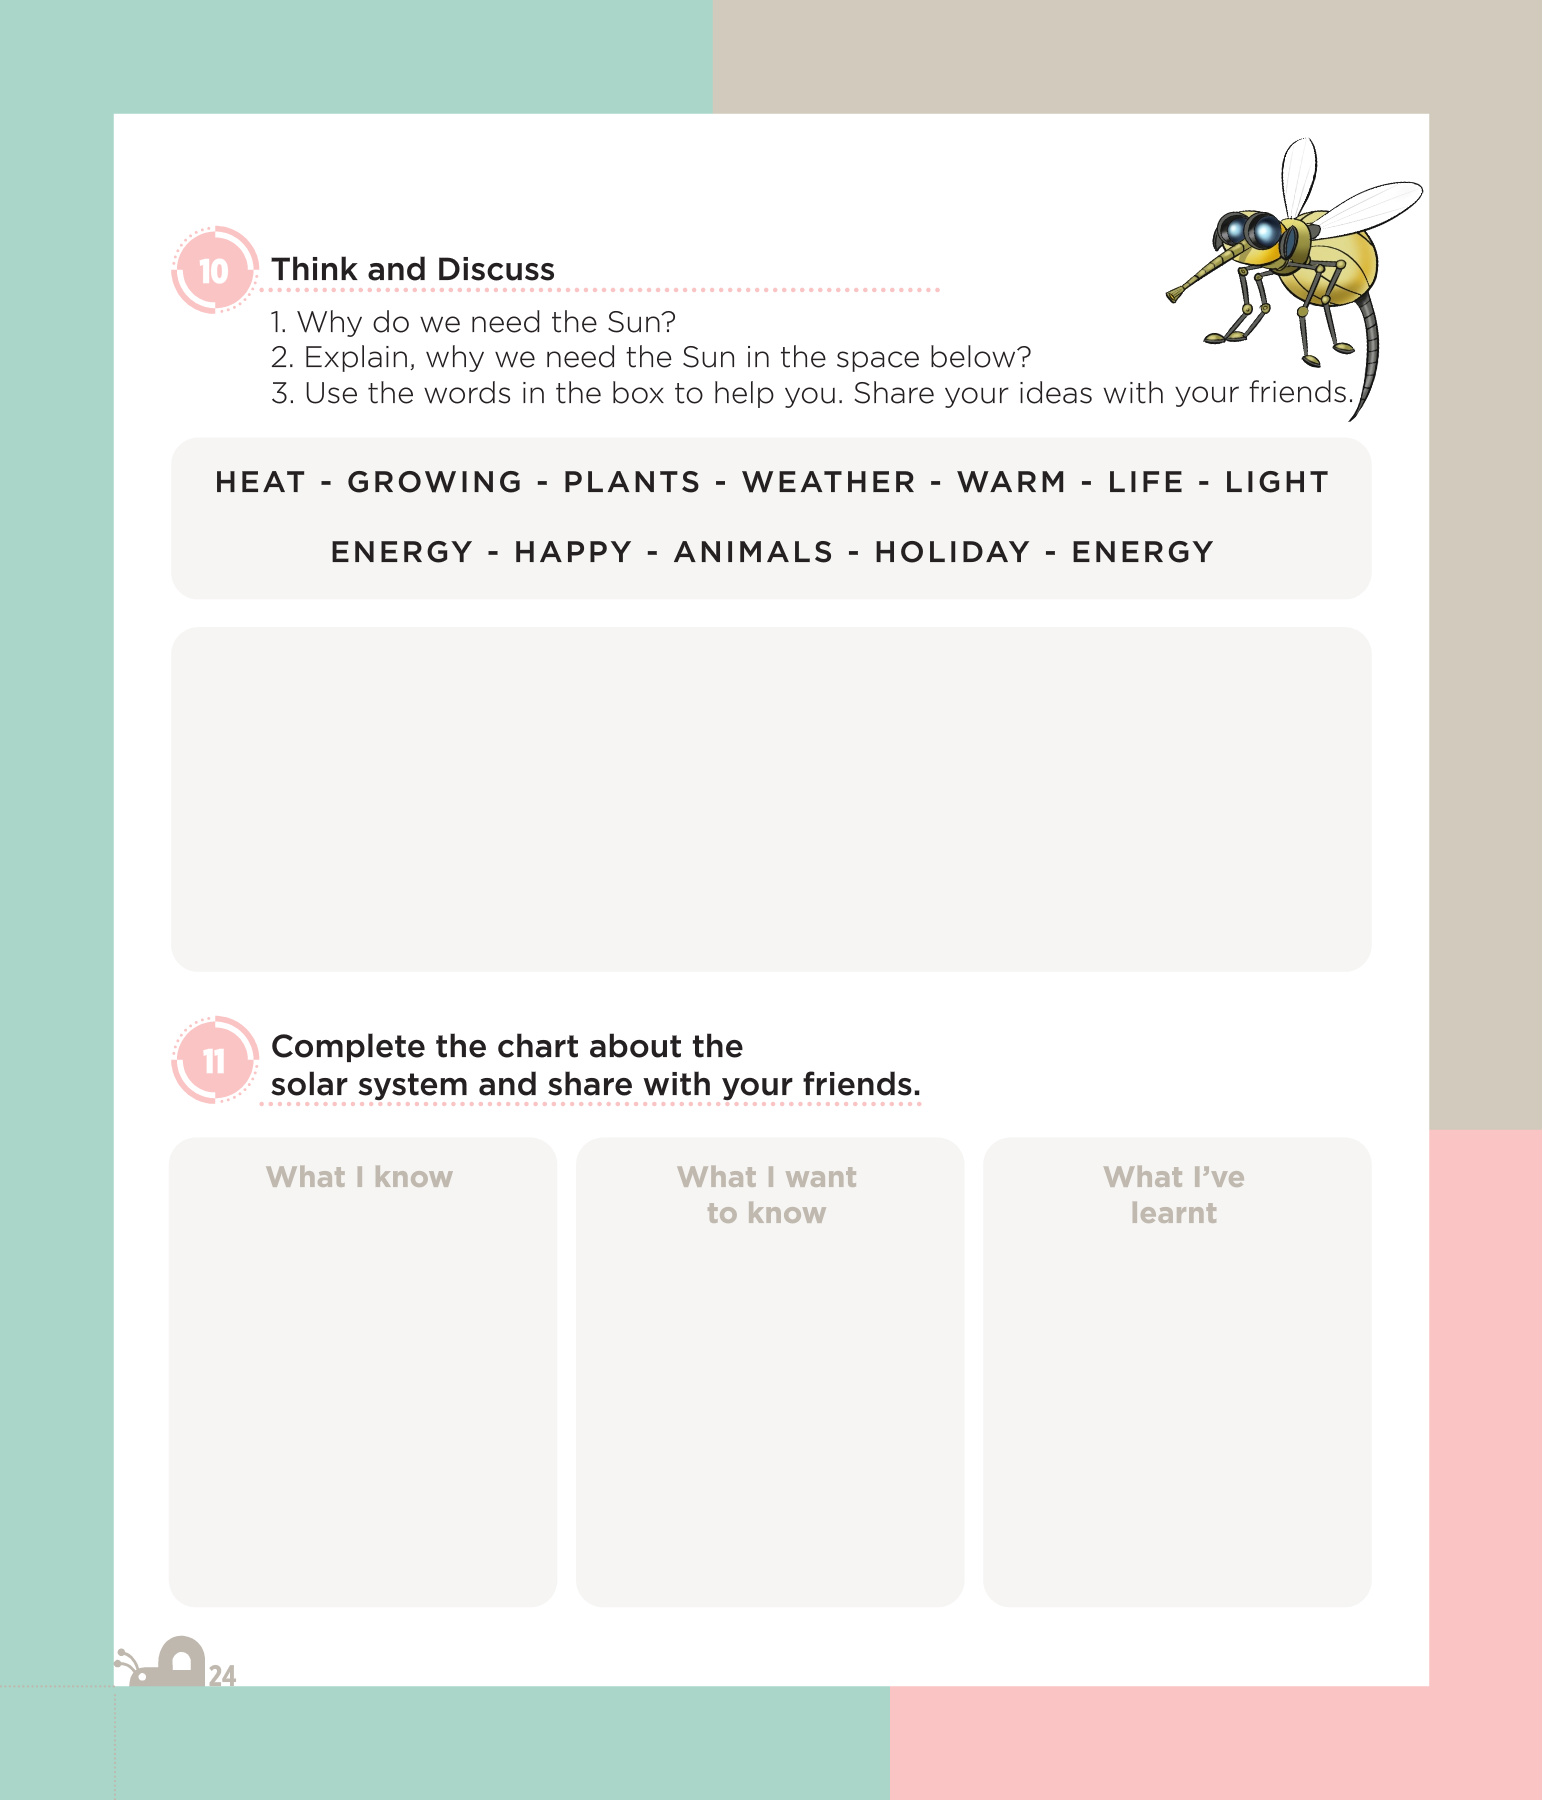 10
Think and Discuss
1. Why do we need the Sun?
2. Explain, why we need the Sun in the space below?
3. Use the words in the box to help you. Share your ideas with your friends.
HEAT - GROWING - PLANTS - WEATHER - WARM - LIFE - LIGHT
ENERGY - HAPPY - ANIMALS - HOLIDAY - ENERGY
11
Complete the chart about the
solar system and share with your friends.
What I know
What I want
to know
What I’ve
learnt
24